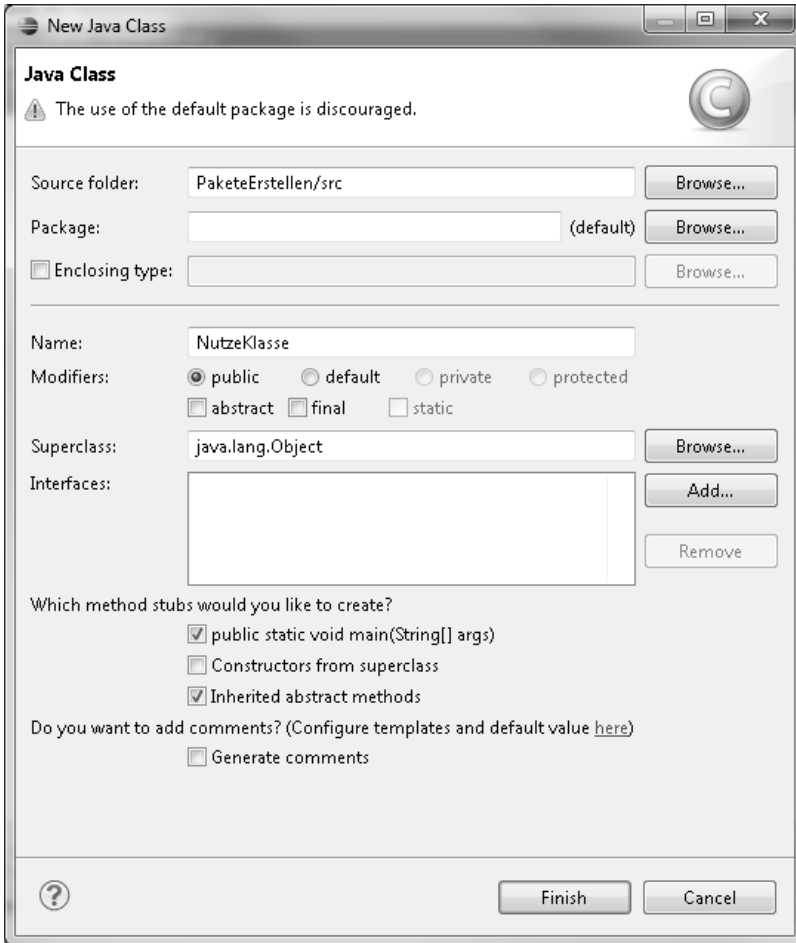 New Java Class
Java Class
The use of the default package is discouraged.
C
Source folder: PaketeErstellen/src Browse...
Package: (default) Browse...
Enclosing type: Browse...
Name: NutzeKlasse
Modifiers: public default private protected
abstract final static
Superclass: java.lang.Object Browse...
Interfaces: Add...
Remove
Which method stubs would you like to create?
public static void main(String[] args)
Constructors from superclass
Inherited abstract methods
Do you want to add comments? (Configure templates and default value here)
Generate comments
? Finish Cancel